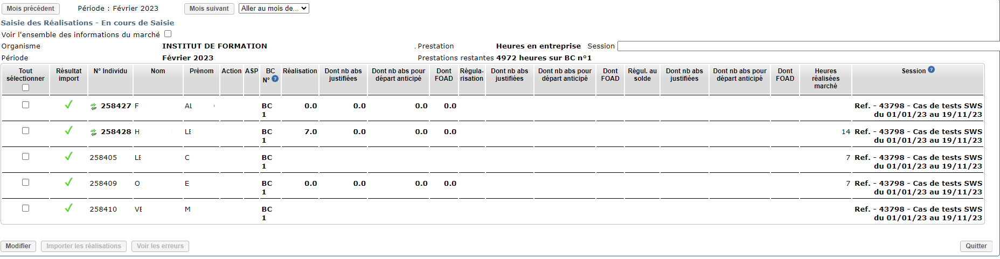 Mois précédent Période : Février 2023 Mois suivant Aller au mois de...
Saisie des Réalisations - En cours de Saisie
Voir l'ensemble des informations du marché
Organisme INSTITUT DE FORMATION . Prestation Heures en entreprise Session
Période Février 2023 Prestations restantes 4972 heures sur BC n°1
Tout sélectionner Résultat import N° Individu Nom Prénom Action ASP BC N° ? Réalisation Dont nb abs justifiées Dont nb abs pour départ anticipé Dont FOAD Régula-risation Dont nb abs justifiées Dont nb abs pour départ anticipé Dont FOAD Régul. au solde Dont nb abs justifiées Dont nb abs pour départ anticipé Dont FOAD Heures réalisées marché Session ?
258427 F AL BC 0.0 0.0 0.0 0.0 Ref. - 43798 - Cas de tests SWS
1 du 01/01/23 au 19/11/23
258428 H LE BC 7.0 0.0 0.0 0.0 14 Ref. - 43798 - Cas de tests SWS
1 du 01/01/23 au 19/11/23
258405 LE C BC 7 Ref. - 43798 - Cas de tests SWS
1 du 01/01/23 au 19/11/23
258409 O E BC 0.0 0.0 0.0 0.0 7 Ref. - 43798 - Cas de tests SWS
1 du 01/01/23 au 19/11/23
258410 VE M BC Ref. - 43798 - Cas de tests SWS
1 du 01/01/23 au 19/11/23
Modifier Importer les réalisations Voir les erreurs Quitter